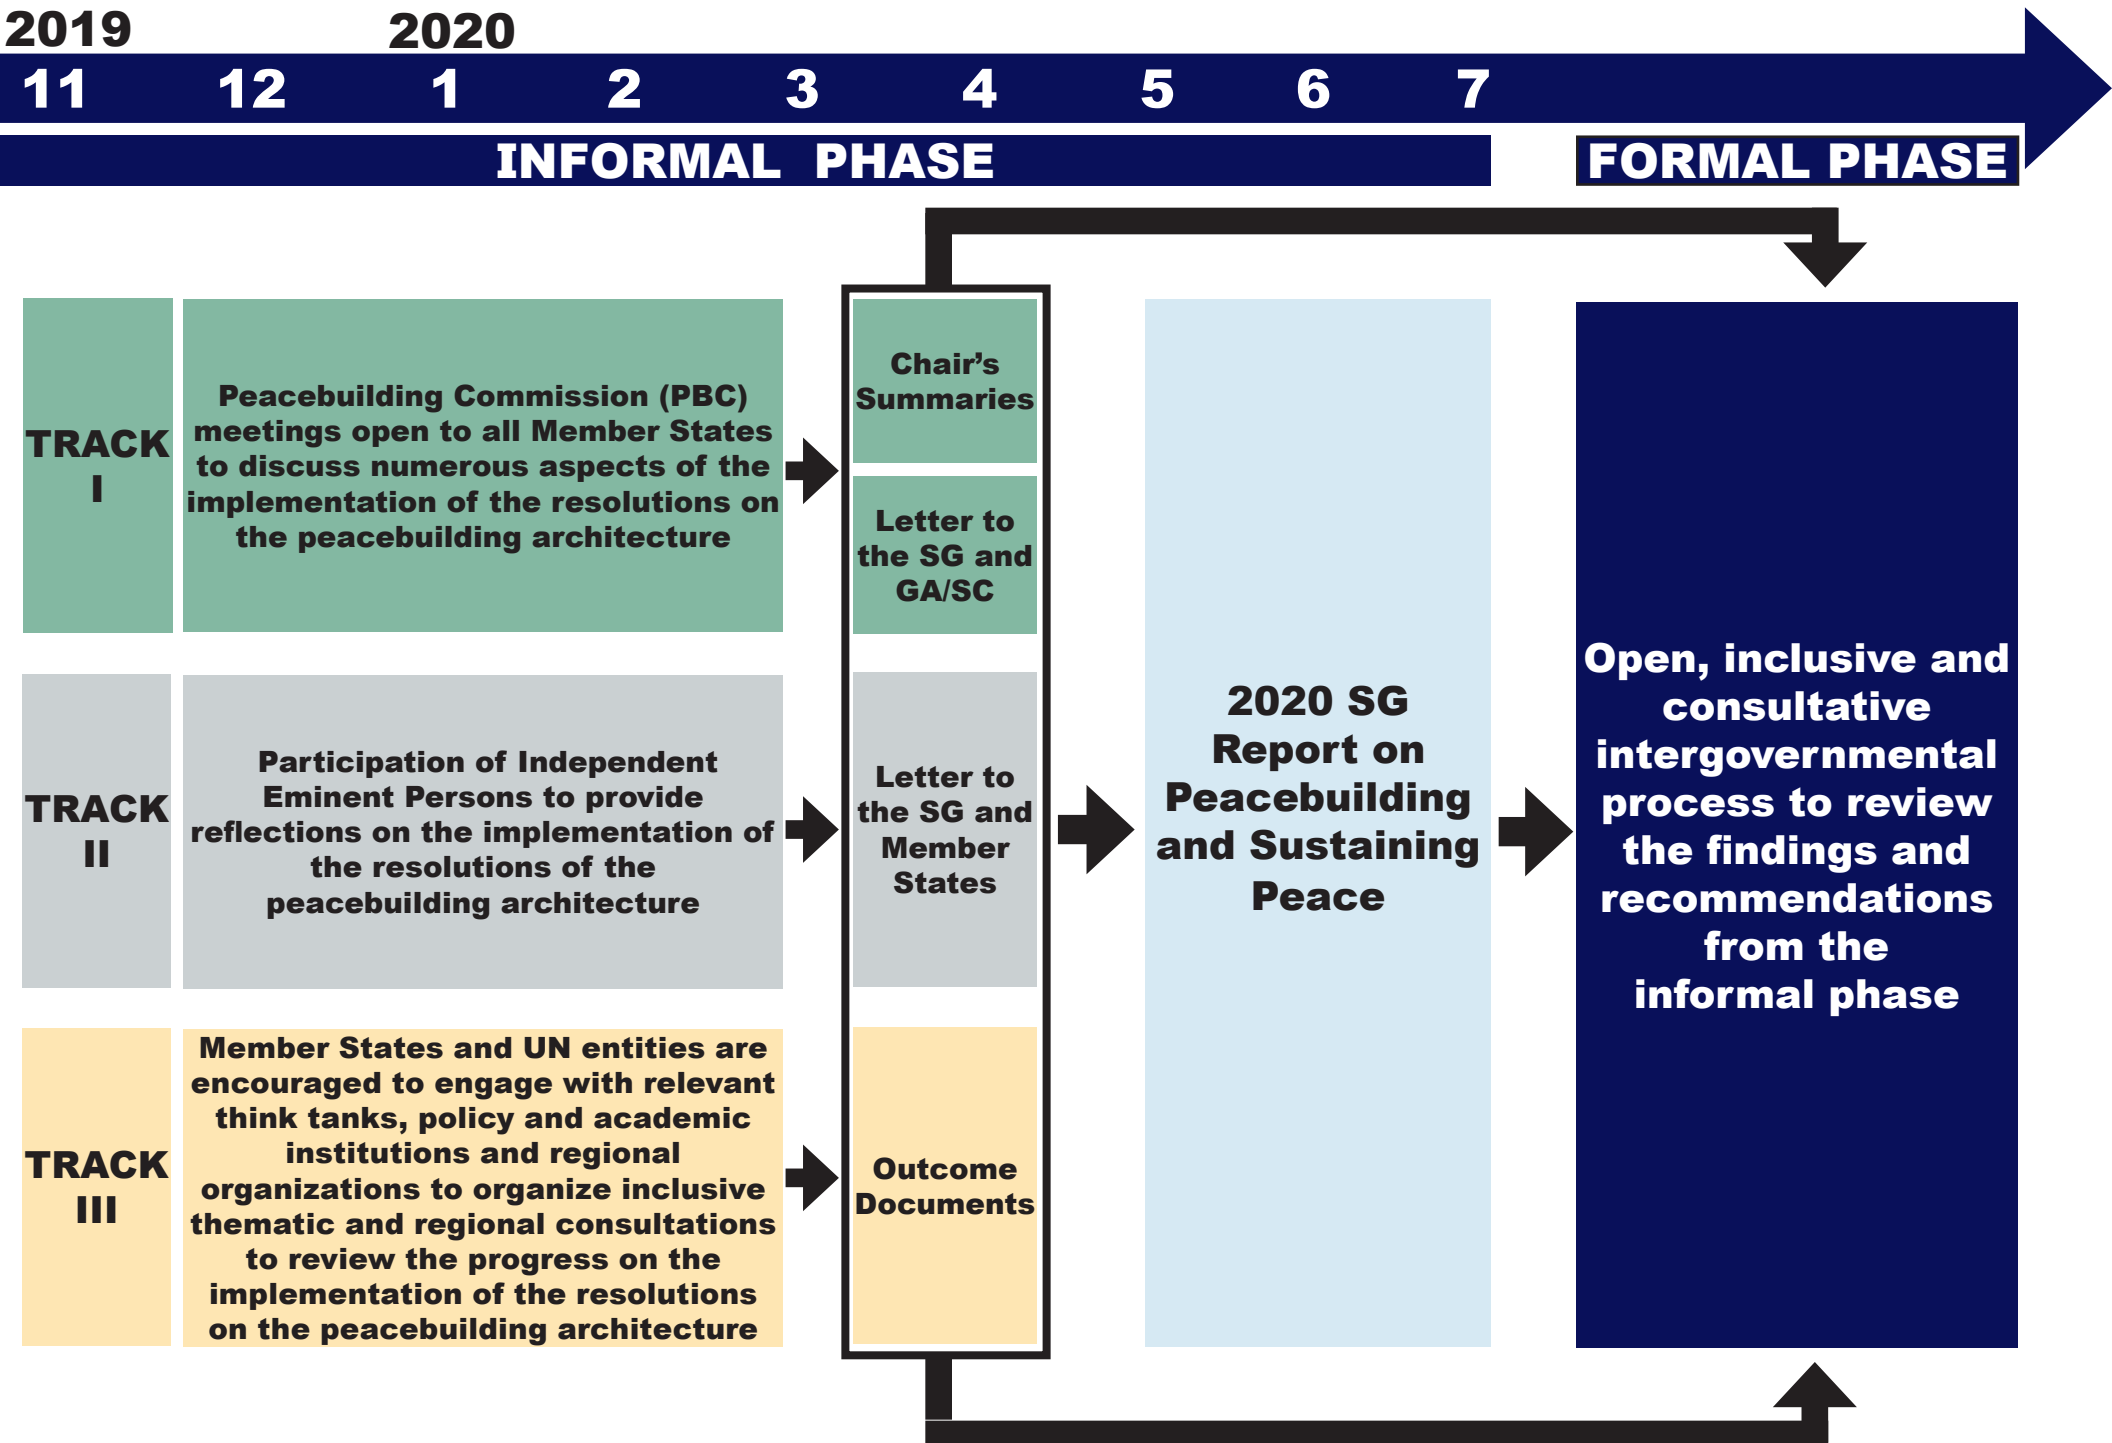 2019
2020
11 12 1 2 3 4 5 6 7
INFORMAL PHASE
FORMAL PHASE
TRACK
I
Peacebuilding Commission (PBC)
meetings open to all Member States
to discuss numerous aspects of the
implementation of the resolutions on
the peacebuilding architecture
Chair’s
Summaries
Letter to
the SG and
GA/SC
TRACK
II
Participation of Independent
Eminent Persons to provide
reflections on the implementation of
the resolutions of the
peacebuilding architecture
Letter to
the SG and
Member
States
TRACK
III
Member States and UN entities are
encouraged to engage with relevant
think tanks, policy and academic
institutions and regional
organizations to organize inclusive
thematic and regional consultations
to review the progress on the
implementation of the resolutions
on the peacebuilding architecture
Outcome
Documents
2020 SG
Report on
Peacebuilding
and Sustaining
Peace
Open, inclusive and
consultative
intergovernmental
process to review
the findings and
recommendations
from the
informal phase